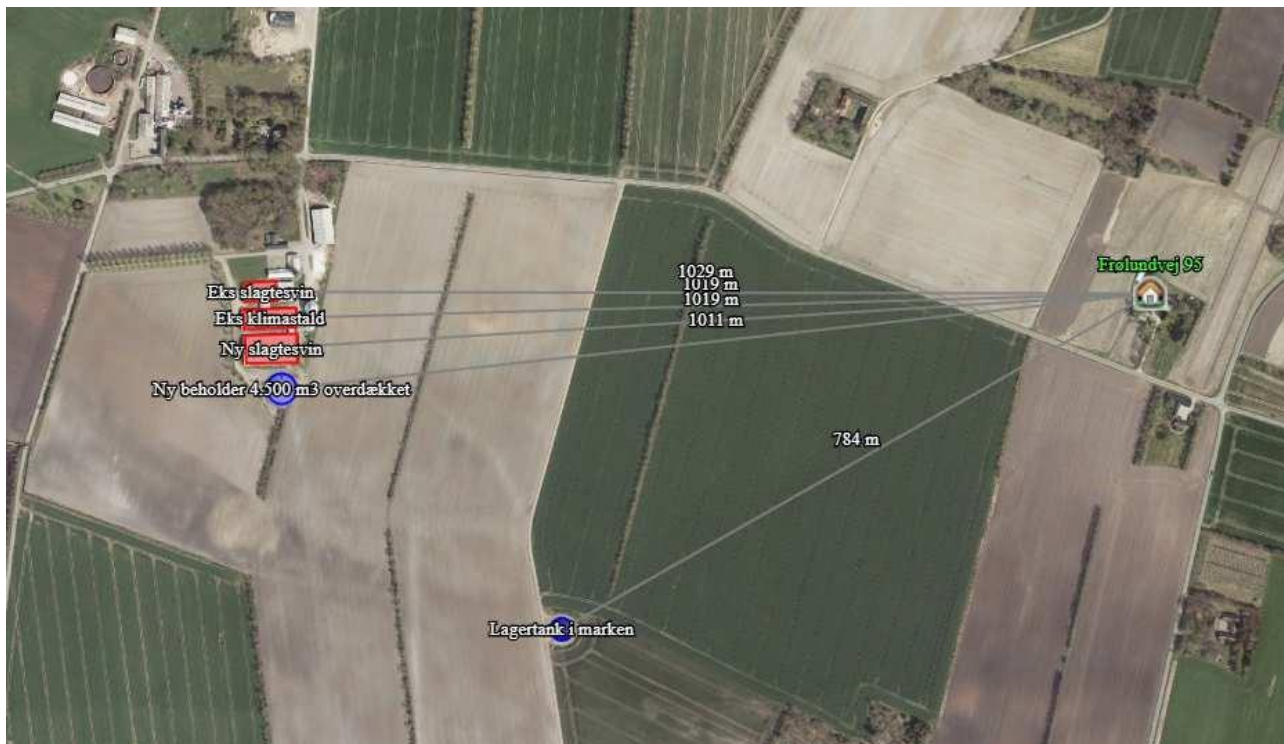 Frølundvej 95
1029 m
1019 m
1019 m
1011 m
Eks slagtesvin
Eks klimastald
Ny slagtesvin
Ny beholder 4.500 m3 overdækket
784 m
Lagertank i marken